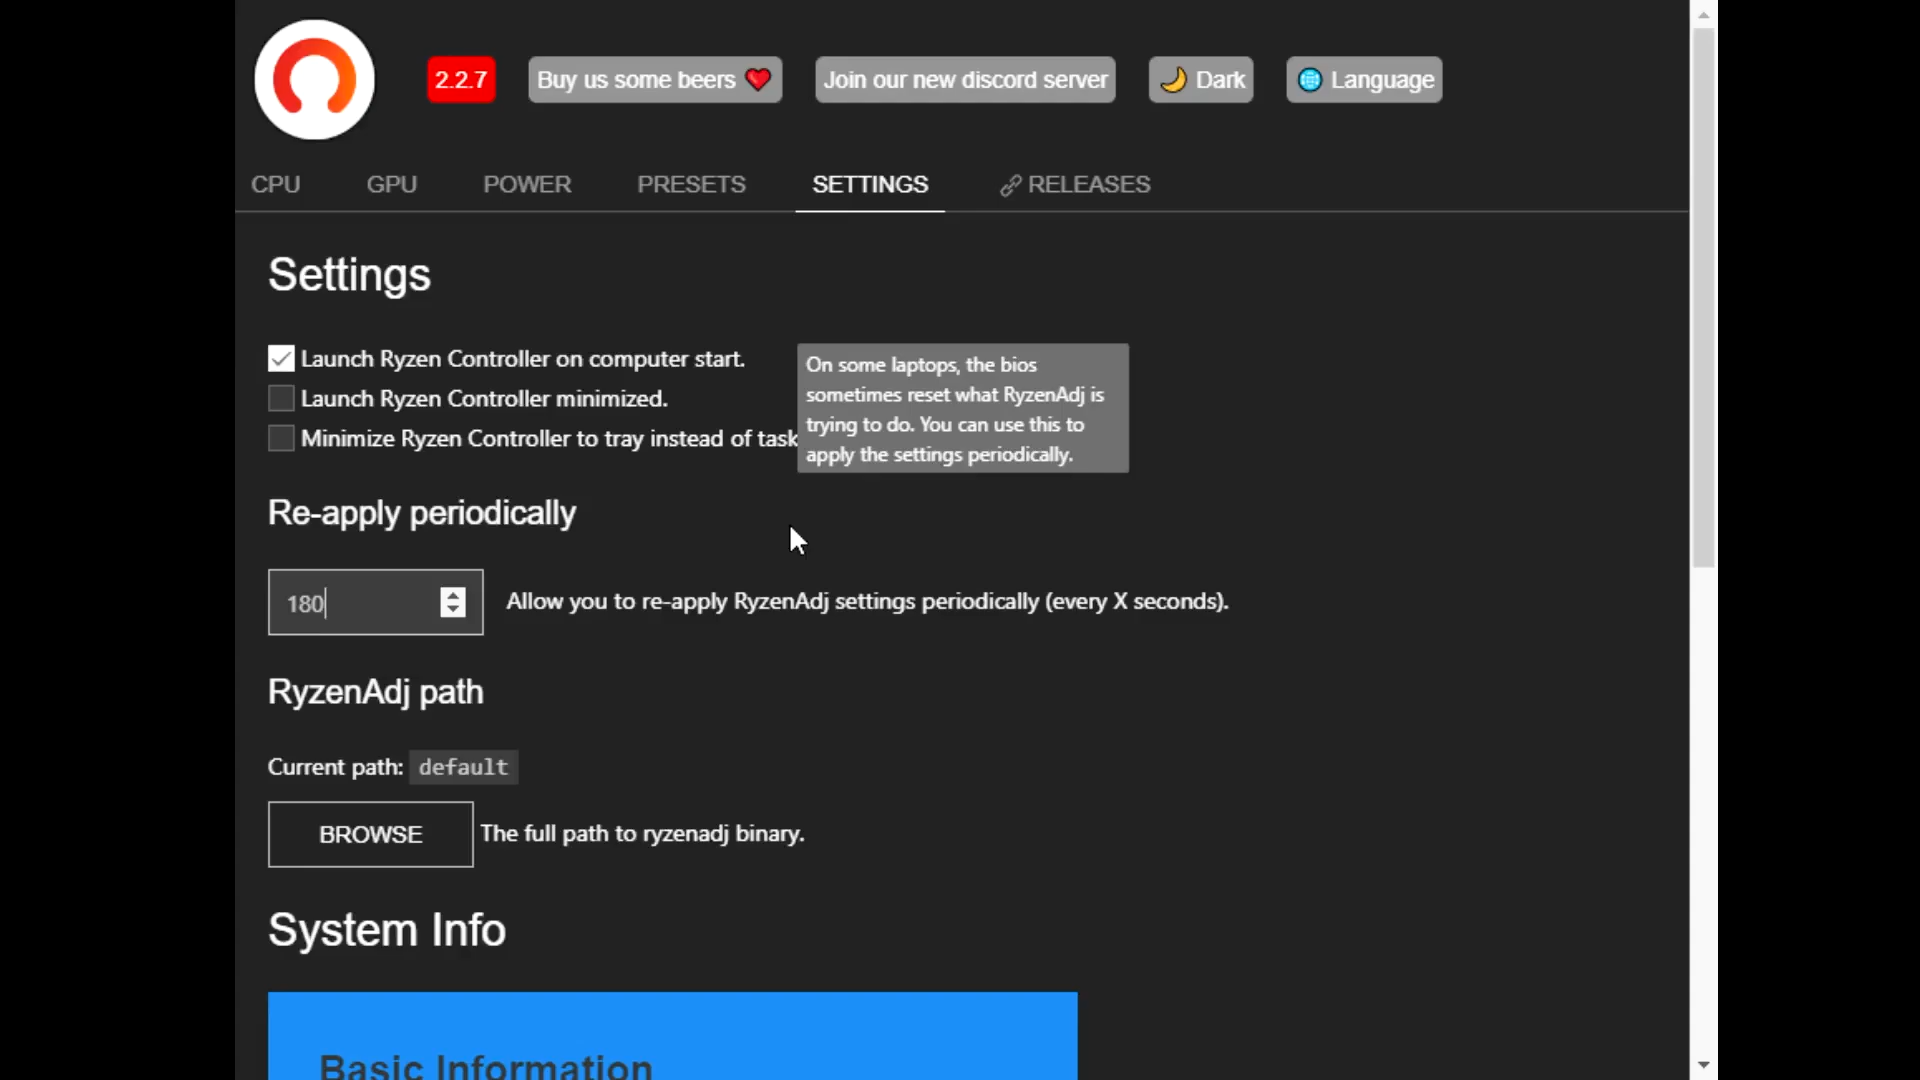 2.2.7
Buy us some beers ❤️
Join our new discord server
🌙 Dark
🌐 Language
CPU
GPU
POWER
PRESETS
SETTINGS
RELEASES
Settings
Launch Ryzen Controller on computer start.
Launch Ryzen Controller minimized.
Minimize Ryzen Controller to tray instead of task
On some laptops, the bios
sometimes reset what RyzenAdj is
trying to do. You can use this to
apply the settings periodically.
Re-apply periodically
180
Allow you to re-apply RyzenAdj settings periodically (every X seconds).
RyzenAdj path
Current path: default
BROWSE
The full path to ryzenadj binary.
System Info
Basic Information